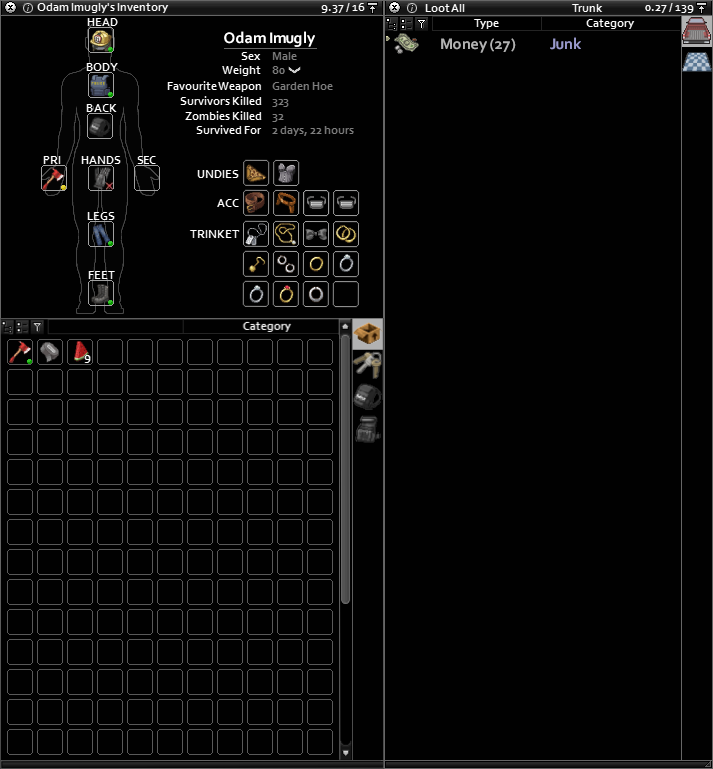 Odam Imugly's Inventory 9.37 / 16
Loot All Trunk 0.27 / 139
HEAD
BODY
BACK
PRI HANDS SEC
LEGS
FEET
Odam Imugly
Sex Male
Weight 80
Favourite Weapon Garden Hoe
Survivors Killed 323
Zombies Killed 32
Survived For 2 days, 22 hours
UNDIES
ACC
TRINKET
Category
9
Type Category
Money (27) Junk